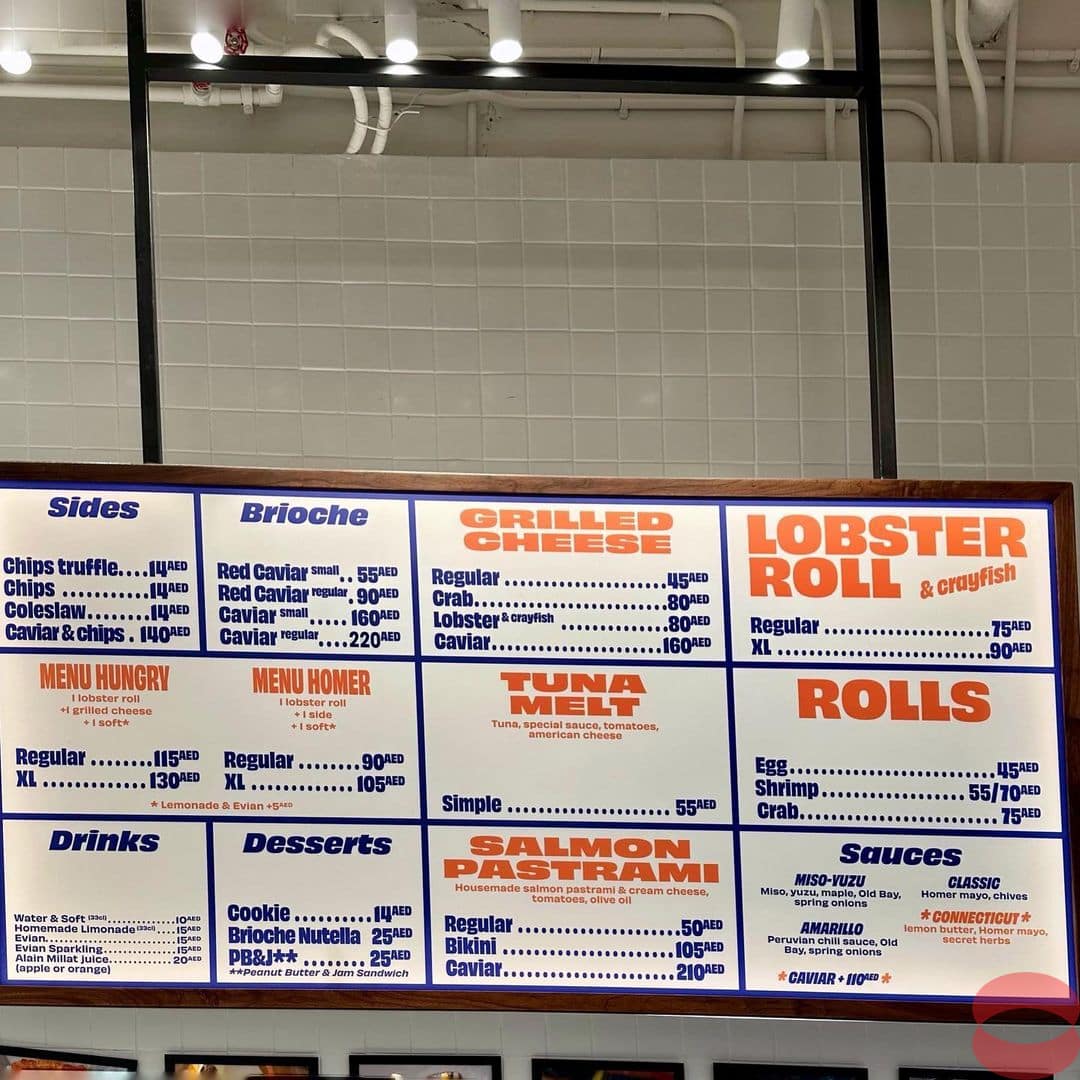 Sides
Chips truffle....14AED
Chips ............14AED
Coleslaw.......14AED
Caviar & chips . 140AED
Brioche
Red Caviar small.. 55AED
Red Caviar regular. 90AED
Caviar small..... 160AED
Caviar regular....220AED
GRILLED
CHEESE
Regular ......................45AED
Crab..........................80AED
Lobster & crayfish ..............80AED
Caviar.......................160AED
LOBSTER
ROLL & crayfish
Regular ......................75AED
XL ............................90AED
MENU HUNGRY
1 lobster roll
+1 grilled cheese
+ 1 soft*
Regular ........115AED
XL .............130AED
MENU HOMER
1 lobster roll
+ 1 side
+ 1 soft*
Regular ........90AED
XL .............105AED
* Lemonade & Evian +5AED
TUNA
MELT
Tuna, special sauce, tomatoes,
american cheese
Simple ......................55AED
ROLLS
Egg...........................45AED
Shrimp ...................55/70AED
Crab..........................75AED
Drinks
Water & Soft (33cl)..............10AED
Homemade Limonade (33cl)....15AED
Evian.........................15AED
Evian Sparkling...............15AED
Alain Millat juice.............20AED
(apple or orange)
Desserts
Cookie ..........14AED
Brioche Nutella 25AED
PB&J** ........ 25AED
**Peanut Butter & Jam Sandwich
SALMON
PASTRAMI
Housemade salmon pastrami & cream cheese,
tomatoes, olive oil
Regular ....................50AED
Bikini ......................105AED
Caviar......................210AED
Sauces
MISO-YUZU
Miso, yuzu, maple, Old Bay,
spring onions
AMARILLO
Peruvian chili sauce, Old
Bay, spring onions
CLASSIC
Homer mayo, chives
*CONNECTICUT*
lemon butter, Homer mayo,
secret herbs
*CAVIAR + 110AED*